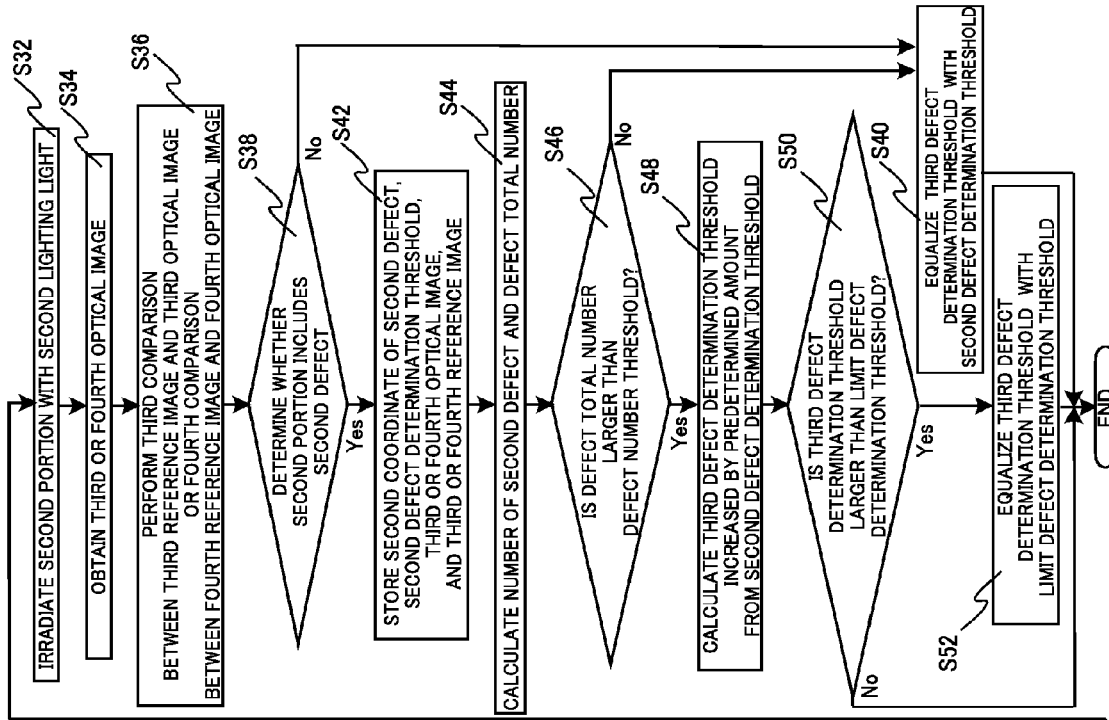 S32
IRRADIATE SECOND PORTION WITH SECOND LIGHTING LIGHT
S34
OBTAIN THIRD OR FOURTH OPTICAL IMAGE
S36
PERFORM THIRD COMPARISON
BETWEEN THIRD REFERENCE IMAGE AND THIRD OPTICAL IMAGE
OR FOURTH COMPARISON
BETWEEN FOURTH REFERENCE IMAGE AND FOURTH OPTICAL IMAGE
S38
DETERMINE WHETHER
SECOND PORTION INCLUDES
SECOND DEFECT
No
Yes
S42
STORE SECOND COORDINATE OF SECOND DEFECT,
SECOND DEFECT DETERMINATION THRESHOLD,
THIRD OR FOURTH OPTICAL IMAGE,
AND THIRD OR FOURTH REFERENCE IMAGE
S44
CALCULATE NUMBER OF SECOND DEFECT AND DEFECT TOTAL NUMBER
S46
IS DEFECT TOTAL NUMBER
LARGER THAN
DEFECT NUMBER THRESHOLD?
No
Yes
S48
CALCULATE THIRD DEFECT DETERMINATION THRESHOLD
INCREASED BY PREDETERMINED AMOUNT
FROM SECOND DEFECT DETERMINATION THRESHOLD
S50
IS THIRD DEFECT
DETERMINATION THRESHOLD
LARGER THAN LIMIT DEFECT
DETERMINATION THRESHOLD?
No
Yes
S40
EQUALIZE THIRD DEFECT
DETERMINATION THRESHOLD WITH
SECOND DEFECT DETERMINATION THRESHOLD
S52
EQUALIZE THIRD DEFECT
DETERMINATION THRESHOLD WITH
LIMIT DEFECT DETERMINATION THRESHOLD
END